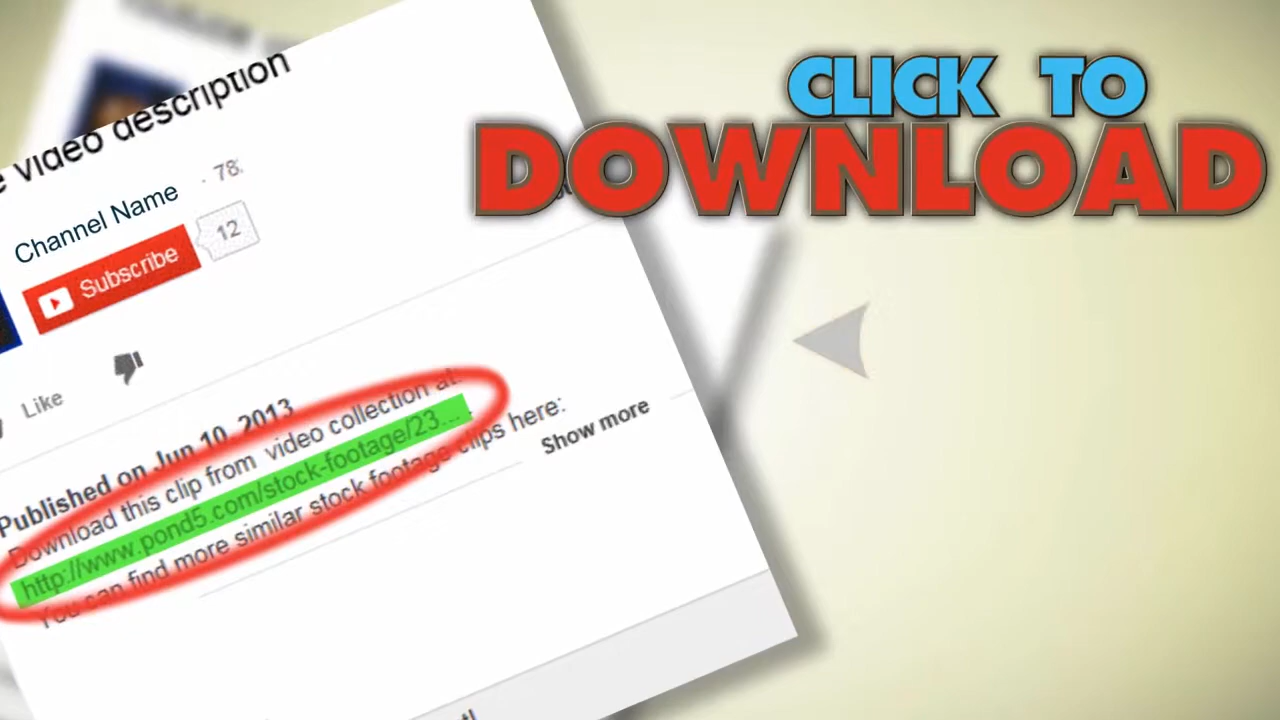 CLICK TO
DOWNLOAD
video description
Channel Name
78
Subscribe
12
Like
Published on Jun 10, 2013
Download this clip from video collection at
http://www.pond5.com/stock-footage/23...
You can find more similar stock footage clips here:
Show more